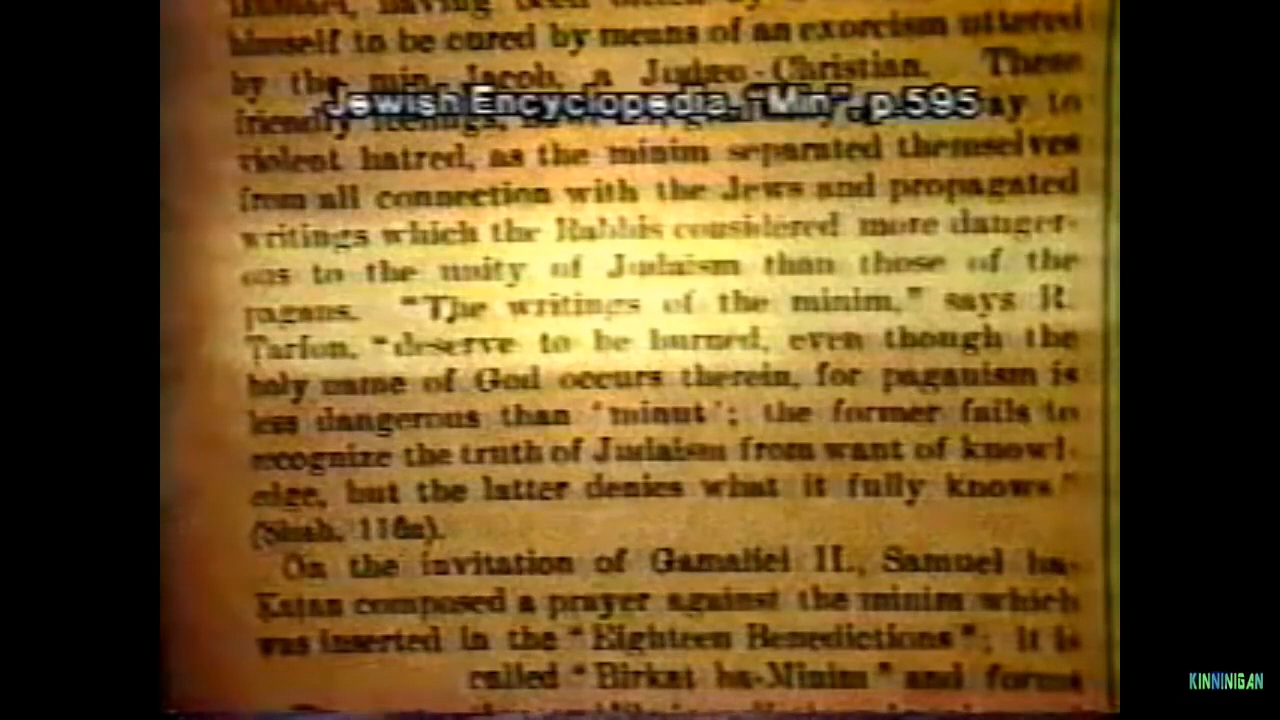 himself to be cured by means of an exorcism uttered
by the min, Jacob, a Judæo-Christian. These
Jewish Encyclopedia, "Min", p.595
friendly feelings, to
violent hatred, as the minim separated themselves
from all connection with the Jews and propagated
writings which the Rabbis considered more danger-
ous to the unity of Judaism than those of the
pagans. "The writings of the minim," says R.
Tarfon, "deserve to be burned, even though the
holy name of God occurs therein, for paganism is
less dangerous than 'minut'; the former fails to
recognize the truth of Judaism from want of knowl-
edge, but the latter denies what it fully knows"
(Shab. 116a).
On the invitation of Gamaliel II., Samuel ha-
Katan composed a prayer against the minim which
was inserted in the "Eighteen Benedictions"; it is
called "Birkat ha-Minim" and forms
KINNINIGAN